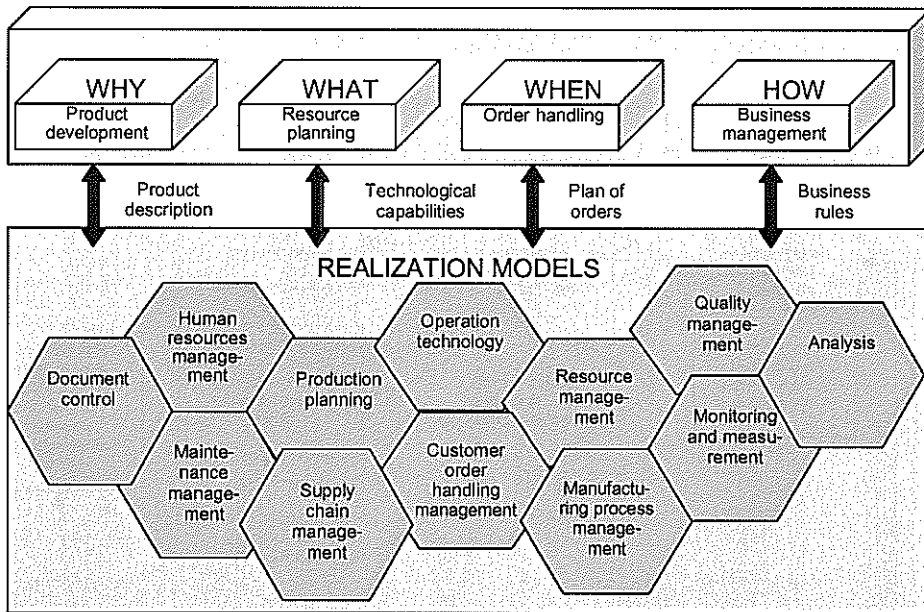 WHY
Product
development
WHAT
Resource
planning
WHEN
Order handling
HOW
Business
management
Product
description
Technological
capabilities
Plan of
orders
Business
rules
REALIZATION MODELS
Document
control
Human
resources
manage-
ment
Mainte-
nance
manage-
ment
Production
planning
Supply
chain
manage-
ment
Operation
technology
Customer
order
handling
management
Resource
manage-
ment
Manufactu-
ring process
manage-
ment
Quality
manage-
ment
Monitoring
and measu-
rement
Analysis